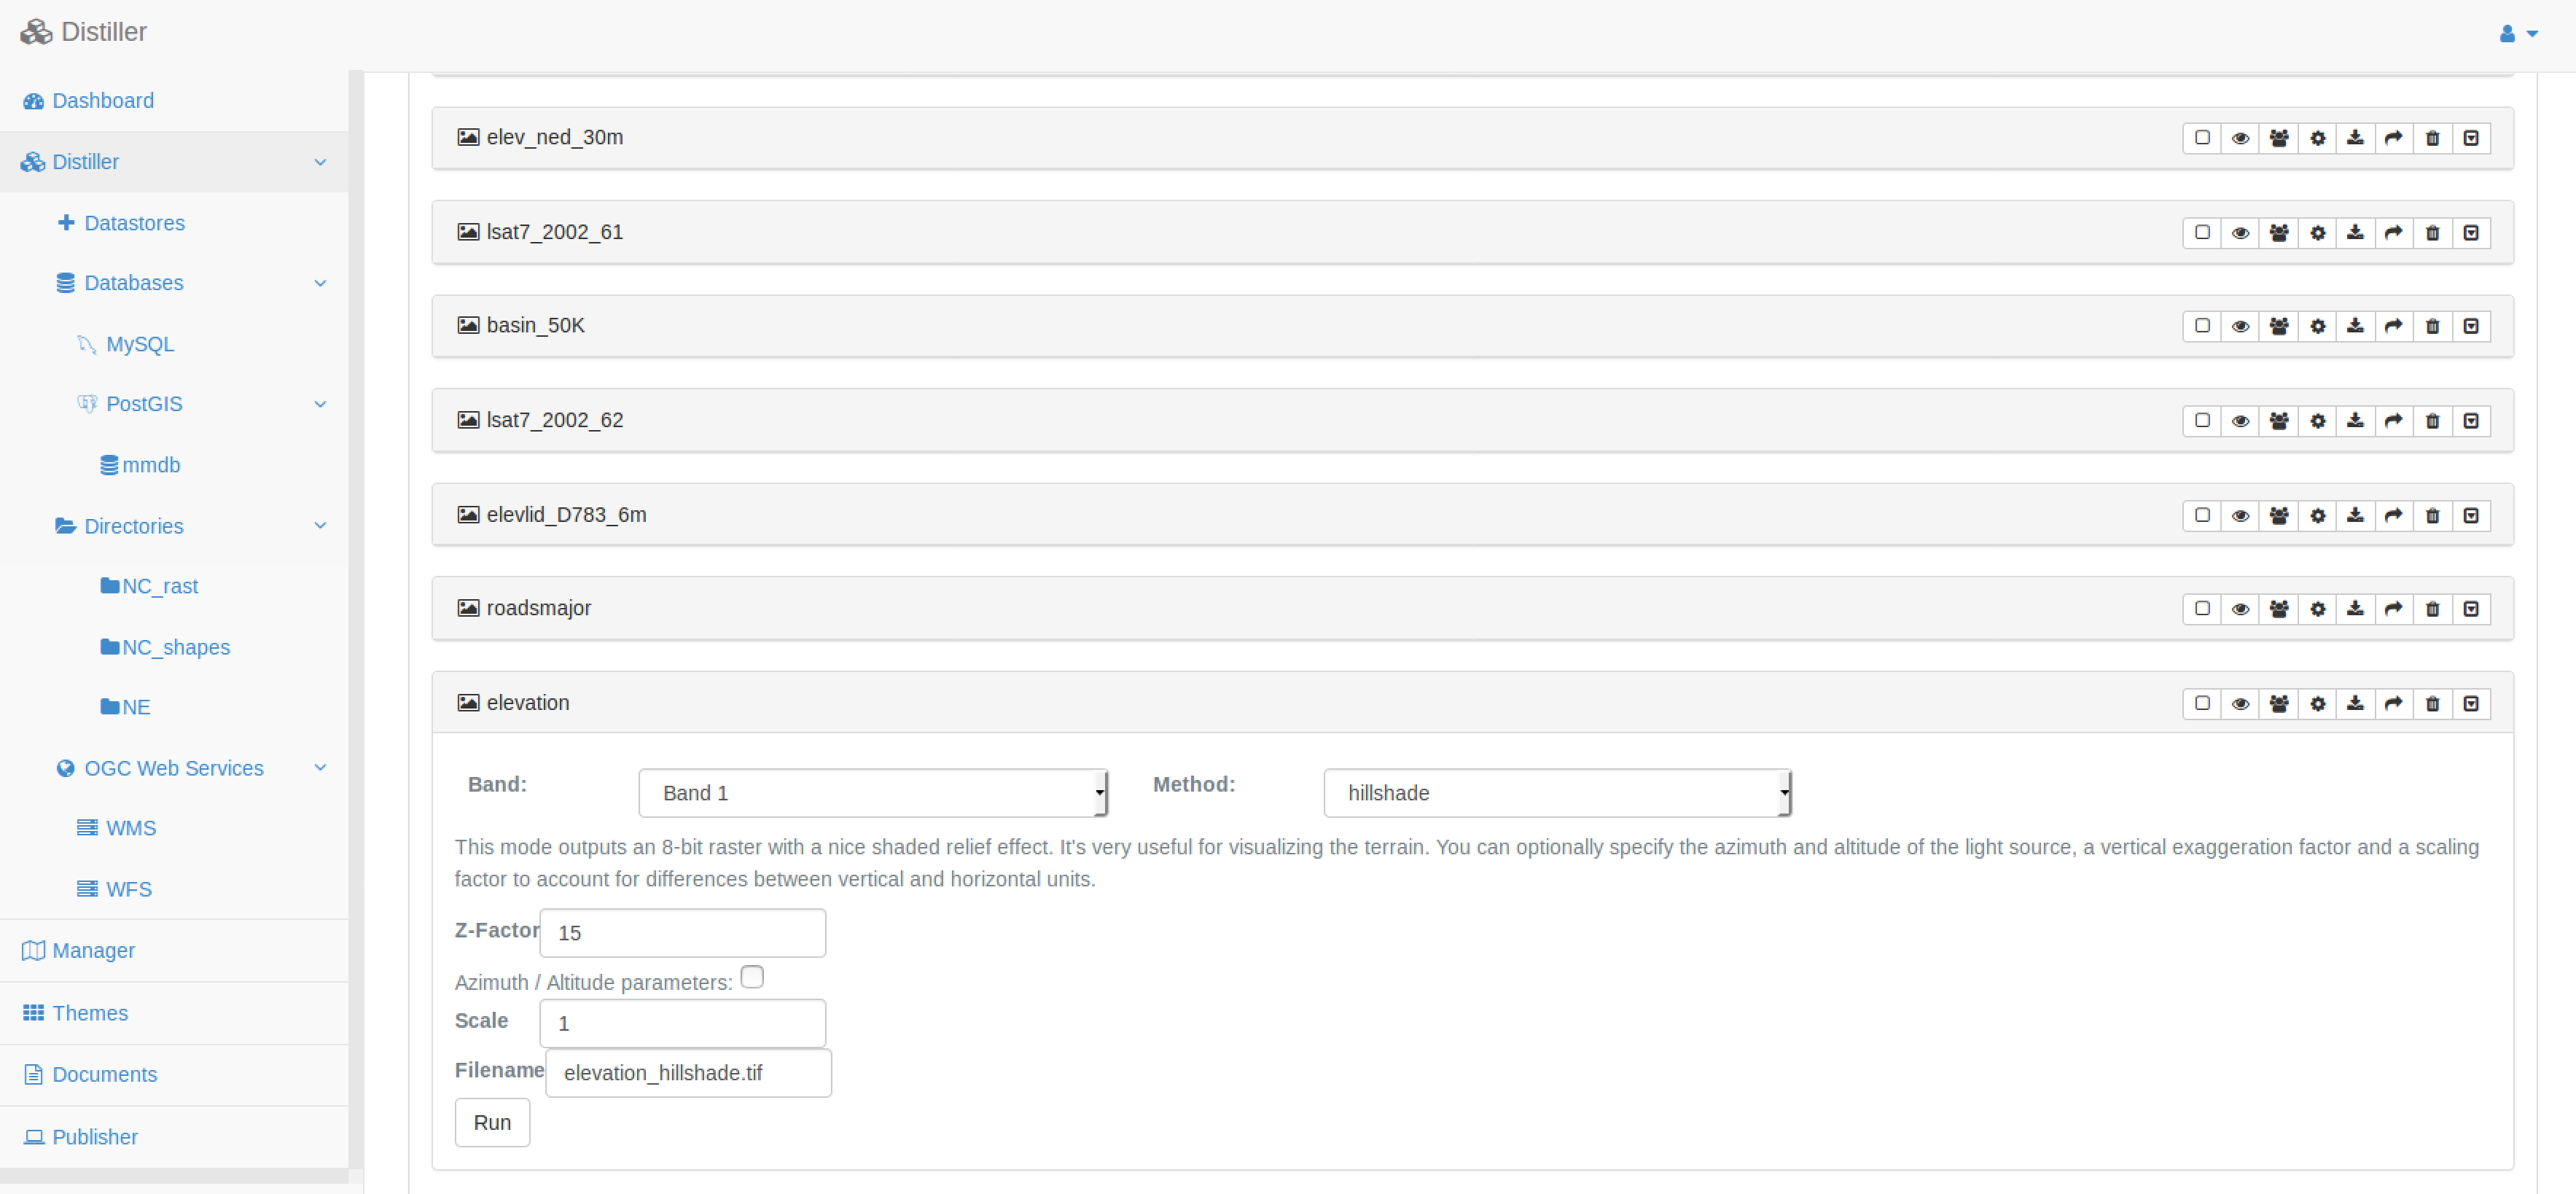 Distiller
Dashboard
Distiller
Datastores
Databases
MySQL
PostGIS
mmdb
Directories
NC_rast
NC_shapes
NE
OGC Web Services
WMS
WFS
Manager
Themes
Documents
Publisher
elev_ned_30m
lsat7_2002_61
basin_50K
lsat7_2002_62
elevlid_D783_6m
roadsmajor
elevation
Band: Band 1 Method: hillshade
This mode outputs an 8-bit raster with a nice shaded relief effect. It's very useful for visualizing the terrain. You can optionally specify the azimuth and altitude of the light source, a vertical exaggeration factor and a scaling
factor to account for differences between vertical and horizontal units.
Z-Factor 15
Azimuth / Altitude parameters:
Scale 1
Filename elevation_hillshade.tif
Run